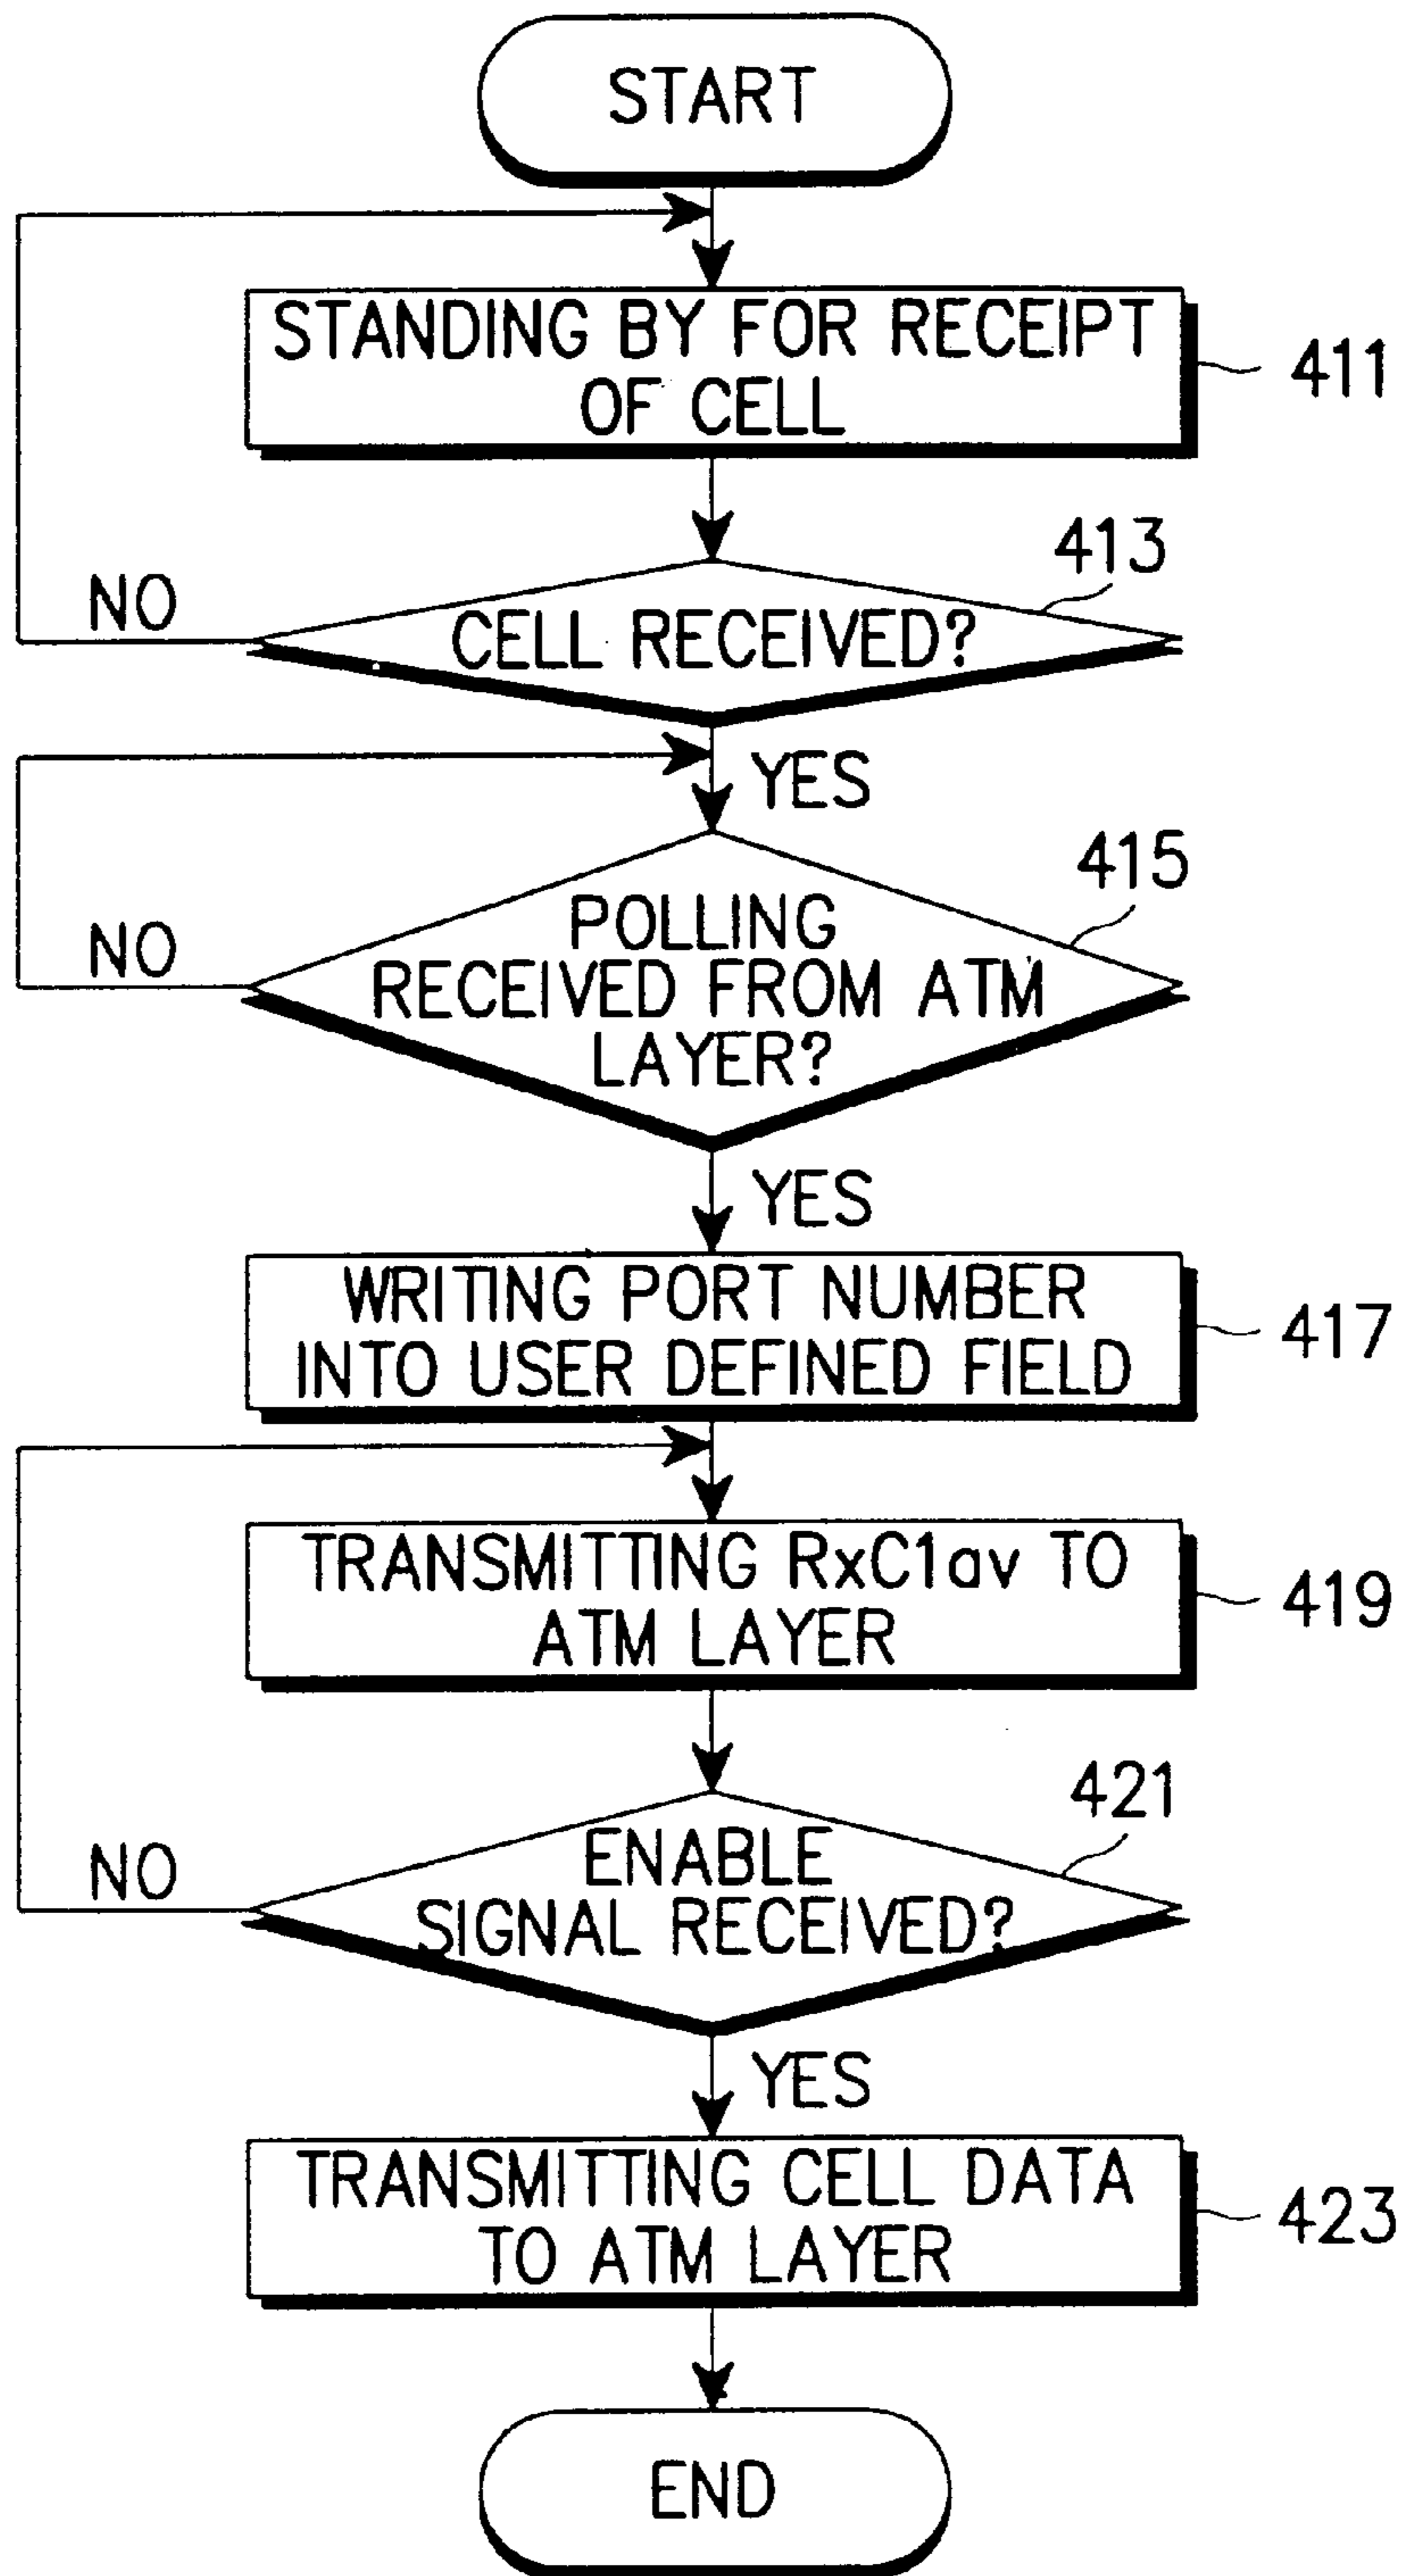 START
STANDING BY FOR RECEIPT
OF CELL
411
413
NO
CELL RECEIVED?
YES
415
POLLING
NO
RECEIVED FROM ATM
LAYER?
YES
WRITING PORT NUMBER
INTO USER DEFINED FIELD
417
TRANSMITTING RxC1av TO
ATM LAYER
419
421
ENABLE
NO
SIGNAL RECEIVED?
YES
TRANSMITTING CELL DATA
TO ATM LAYER
423
END